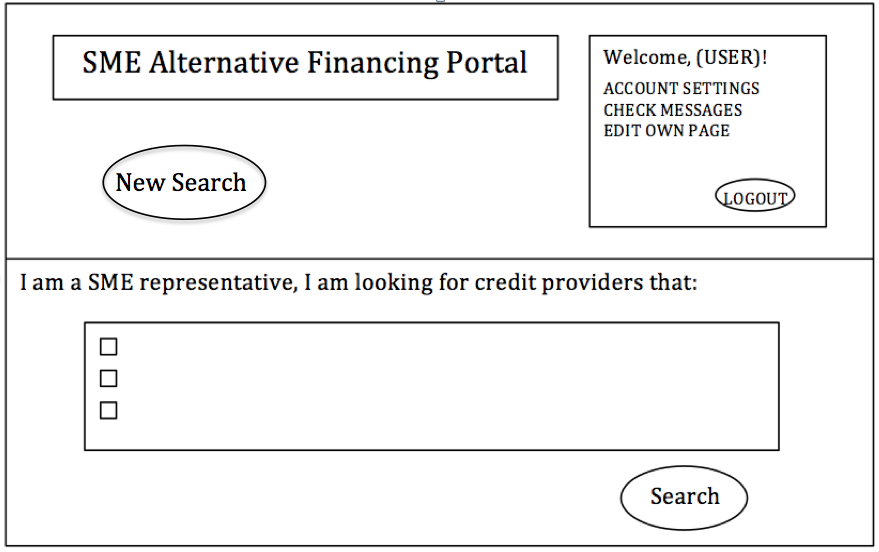 SME Alternative Financing Portal
Welcome, (USER)!
ACCOUNT SETTINGS
CHECK MESSAGES
EDIT OWN PAGE
New Search
LOGOUT
I am a SME representative, I am looking for credit providers that:
Search